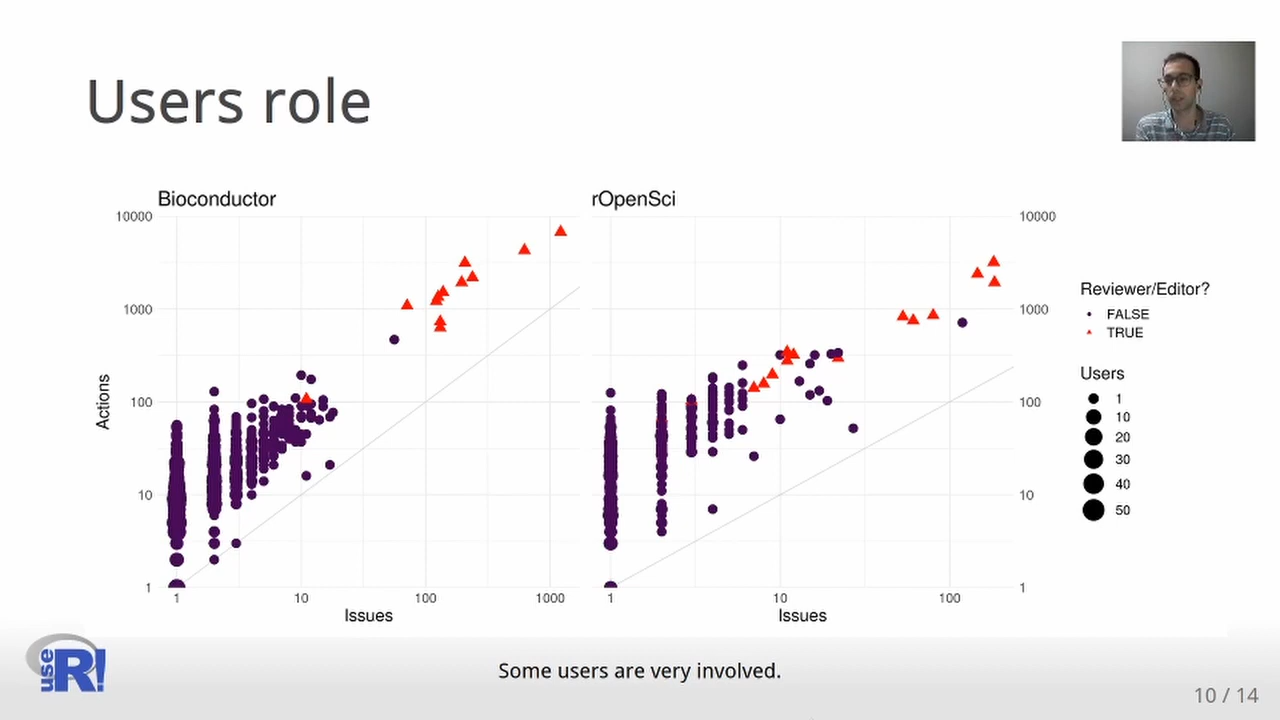 Users role
Bioconductor
rOpenSci
10000
1000
100
10
1
Actions
1
10
100
1000
Issues
1
10
100
Issues
10000
1000
100
10
1
Reviewer/Editor?
FALSE
TRUE
Users
1
10
20
30
40
50
useR!
Some users are very involved.
10 / 14